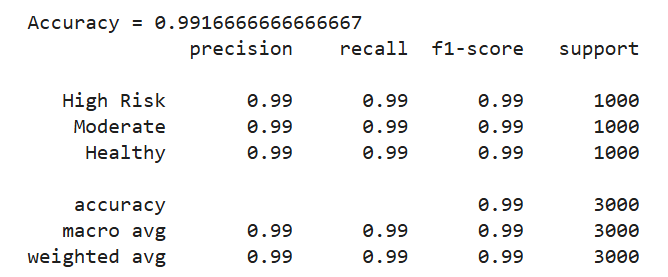 Accuracy = 0.9916666666666667
precision recall f1-score support
High Risk 0.99 0.99 0.99 1000
Moderate 0.99 0.99 0.99 1000
Healthy 0.99 0.99 0.99 1000
accuracy 0.99 3000
macro avg 0.99 0.99 0.99 3000
weighted avg 0.99 0.99 0.99 3000